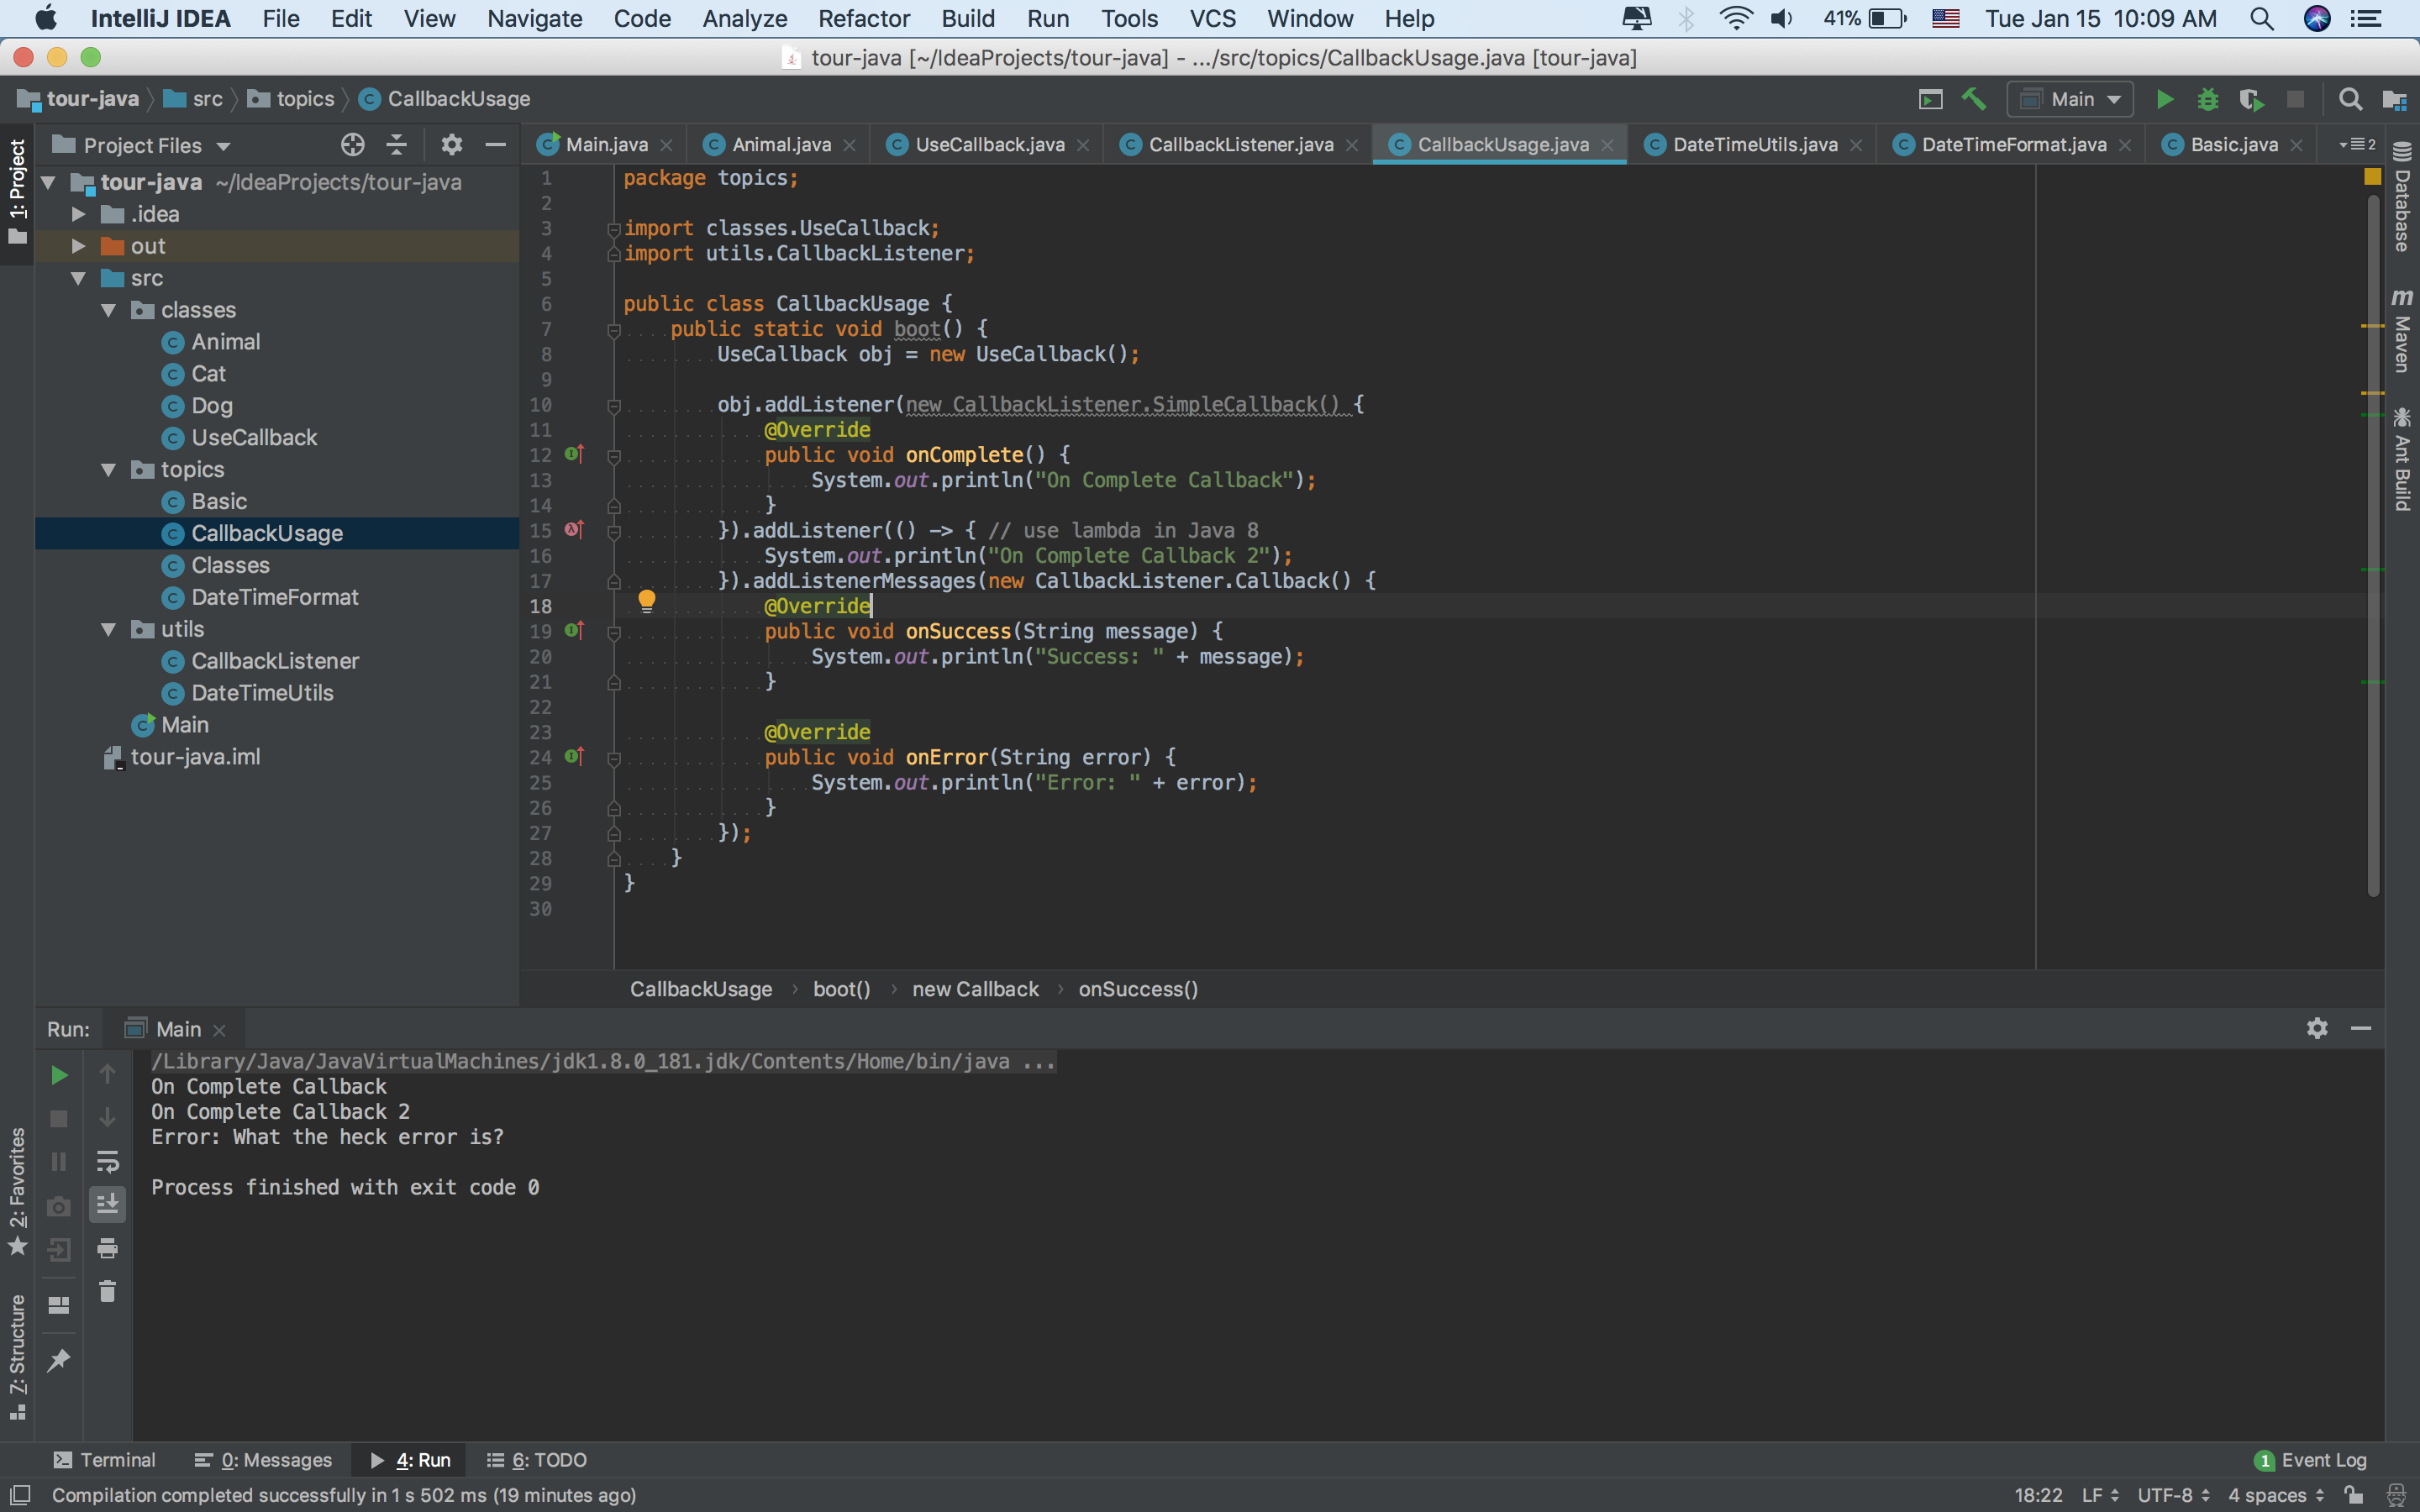 IntelliJ IDEA File Edit View Navigate Code Analyze Refactor Build Run Tools VCS Window Help 41% Tue Jan 15 10:09 AM
tour-java [~/IdeaProjects/tour-java] - .../src/topics/CallbackUsage.java [tour-java]
tour-java src topics CallbackUsage Main
1: Project
Project Files
tour-java ~/IdeaProjects/tour-java
.idea
out
src
classes
Animal
Cat
Dog
UseCallback
topics
Basic
CallbackUsage
Classes
DateTimeFormat
utils
CallbackListener
DateTimeUtils
Main
tour-java.iml
Main.java Animal.java UseCallback.java CallbackListener.java CallbackUsage.java DateTimeUtils.java DateTimeFormat.java Basic.java 2
1 package topics;
2
3 import classes.UseCallback;
4 import utils.CallbackListener;
5
6 public class CallbackUsage {
7 public static void boot() {
8 UseCallback obj = new UseCallback();
9
10 obj.addListener(new CallbackListener.SimpleCallback() {
11 @Override
12 public void onComplete() {
13 System.out.println("On Complete Callback");
14 }
15 }).addListener(() -> { // use lambda in Java 8
16 System.out.println("On Complete Callback 2");
17 }).addListenerMessages(new CallbackListener.Callback() {
18 @Override
19 public void onSuccess(String message) {
20 System.out.println("Success: " + message);
21 }
22
23 @Override
24 public void onError(String error) {
25 System.out.println("Error: " + error);
26 }
27 });
28 }
29 }
30
CallbackUsage › boot() › new Callback › onSuccess()
Database
Maven
Ant Build
Run: Main
/Library/Java/JavaVirtualMachines/jdk1.8.0_181.jdk/Contents/Home/bin/java ...
On Complete Callback
On Complete Callback 2
Error: What the heck error is?
Process finished with exit code 0
2: Favorites
7: Structure
Terminal 0: Messages 4: Run 6: TODO 1 Event Log
Compilation completed successfully in 1 s 502 ms (19 minutes ago) 18:22 LF UTF-8 4 spaces